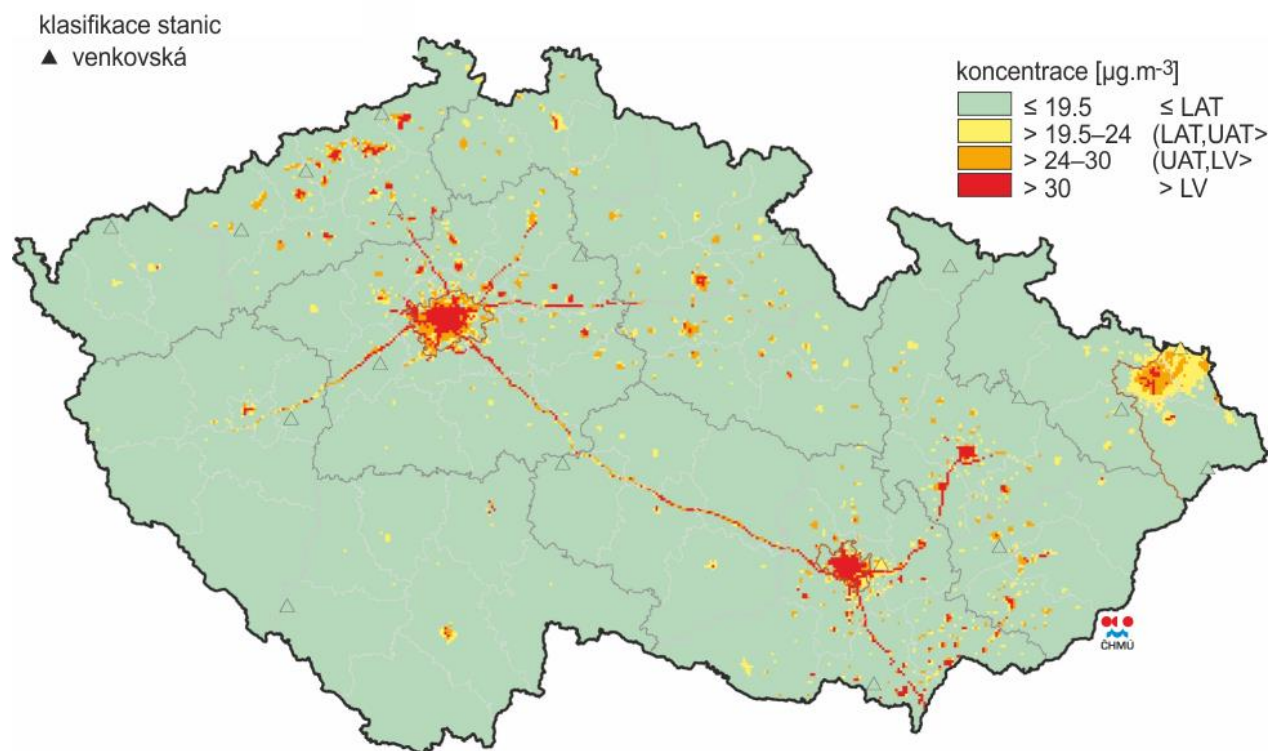 klasifikace stanic
▲ venkovská
koncentrace [µg.m-3]
≤ 19.5 ≤ LAT
> 19.5–24 (LAT,UAT>
> 24–30 (UAT,LV>
> 30 > LV
ČHMÚ